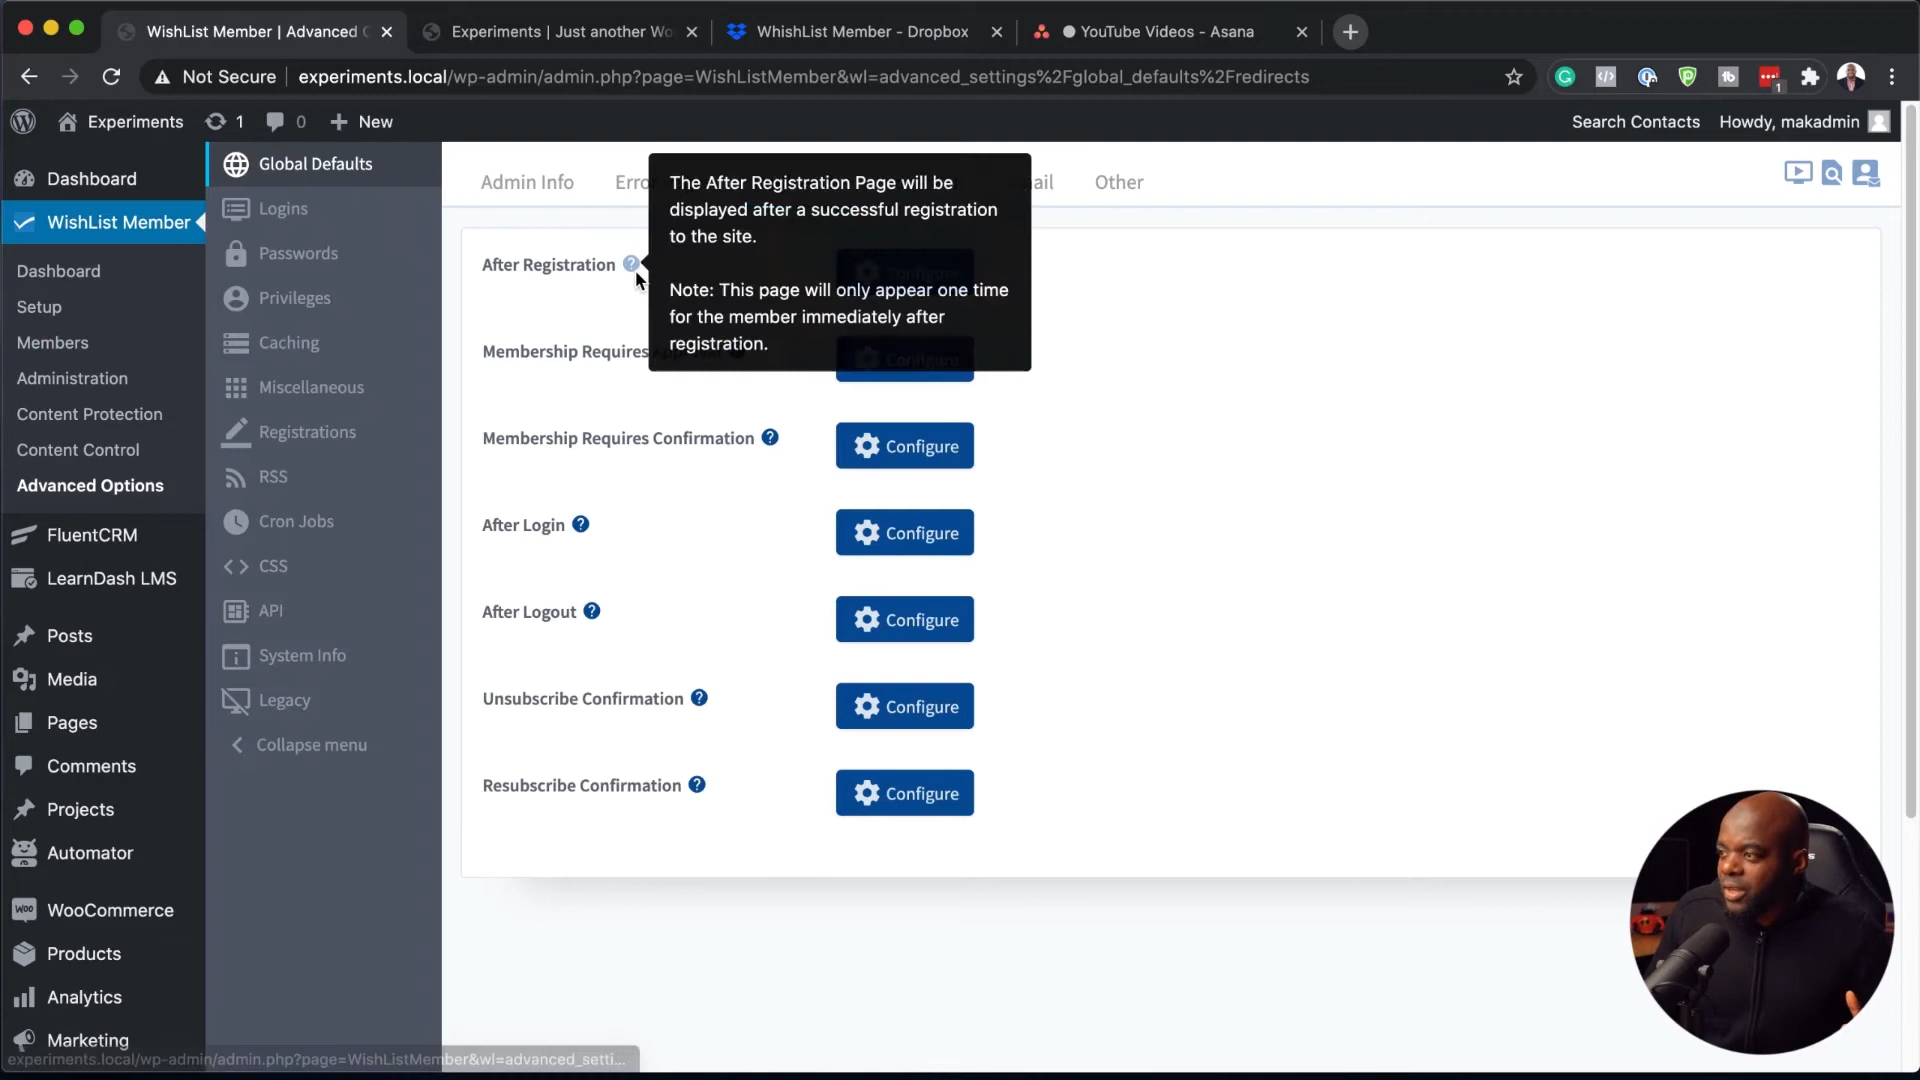 WishList Member | Advanced
Experiments | Just another Wo
WhishList Member - Dropbox
YouTube Videos - Asana
Not Secure
experiments.local/wp-admin/admin.php?page=WishListMember&wl=advanced_settings%2Fglobal_defaults%2Fredirects
1
Experiments
1
0
New
Search Contacts
Howdy, makadmin
Dashboard
WishList Member
Dashboard
Setup
Members
Administration
Content Protection
Content Control
Advanced Options
FluentCRM
LearnDash LMS
Posts
Media
Pages
Comments
Projects
Automator
WooCommerce
Products
Analytics
Marketing
Global Defaults
Logins
Passwords
Privileges
Caching
Miscellaneous
Registrations
RSS
Cron Jobs
CSS
API
System Info
Legacy
Collapse menu
Admin Info
Other
The After Registration Page will be
displayed after a successful registration
to the site.
Note: This page will only appear one time
for the member immediately after
registration.
After Registration
Membership Requires
Configure
Membership Requires Confirmation
Configure
After Login
Configure
After Logout
Configure
Unsubscribe Confirmation
Configure
Resubscribe Confirmation
Configure
experiments.local/wp-admin/admin.php?page=WishListMember&wl=advanced_setti...